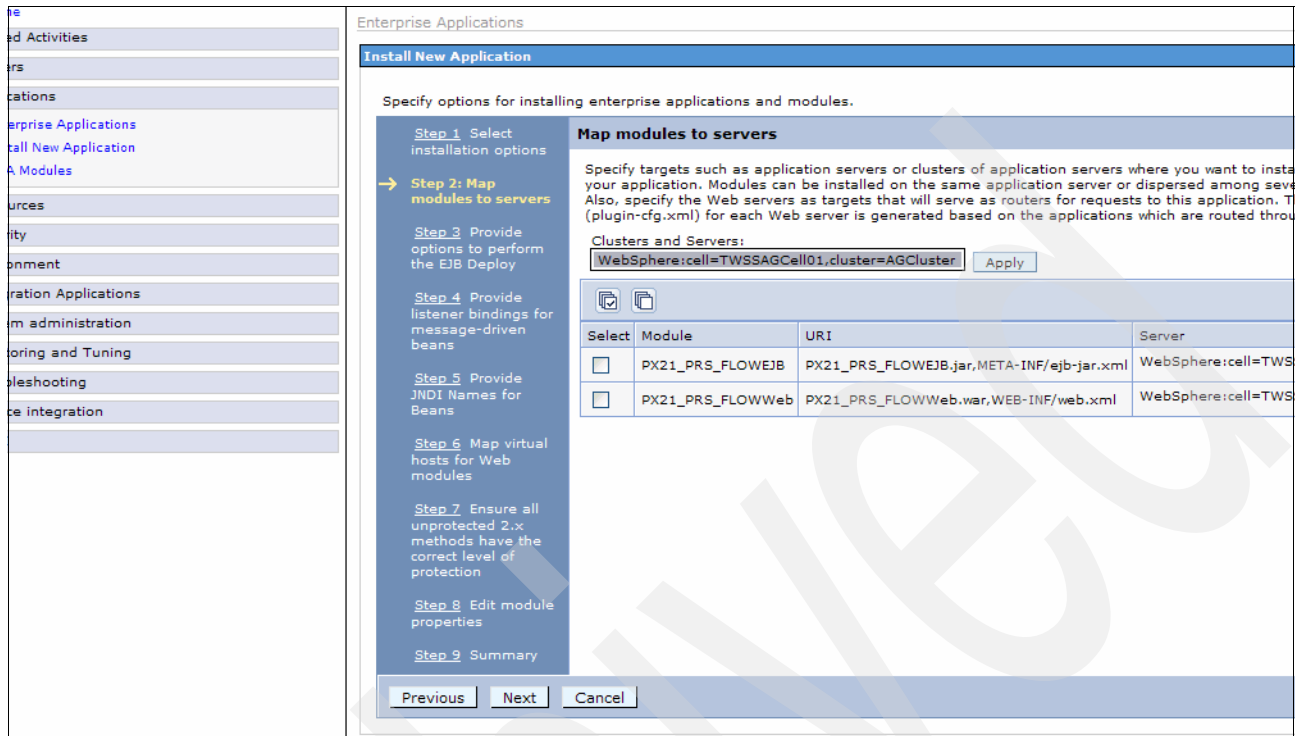 ne
ed Activities
ers
cations
erprise Applications
tall New Application
A Modules
urces
ity
onment
gration Applications
em administration
toring and Tuning
bleshooting
ce integration
Enterprise Applications
Install New Application
Specify options for installing enterprise applications and modules.
Step 1 Select
installation options
Step 2: Map
modules to servers
Step 3 Provide
options to perform
the EJB Deploy
Step 4 Provide
listener bindings for
message-driven
beans
Step 5 Provide
JNDI Names for
Beans
Step 6 Map virtual
hosts for Web
modules
Step 7 Ensure all
unprotected 2.x
methods have the
correct level of
protection
Step 8 Edit module
properties
Step 9 Summary
Map modules to servers
Specify targets such as application servers or clusters of application servers where you want to insta
your application. Modules can be installed on the same application server or dispersed among seve
Also, specify the Web servers as targets that will serve as routers for requests to this application. T
(plugin-cfg.xml) for each Web server is generated based on the applications which are routed throu
Clusters and Servers:
WebSphere:cell=TWSSAGCell01,cluster=AGCluster Apply
Select Module URI Server
PX21_PRS_FLOWEJB PX21_PRS_FLOWEJB.jar,META-INF/ejb-jar.xml WebSphere:cell=TWS
PX21_PRS_FLOWWeb PX21_PRS_FLOWWeb.war,WEB-INF/web.xml WebSphere:cell=TWS
Previous Next Cancel
ived